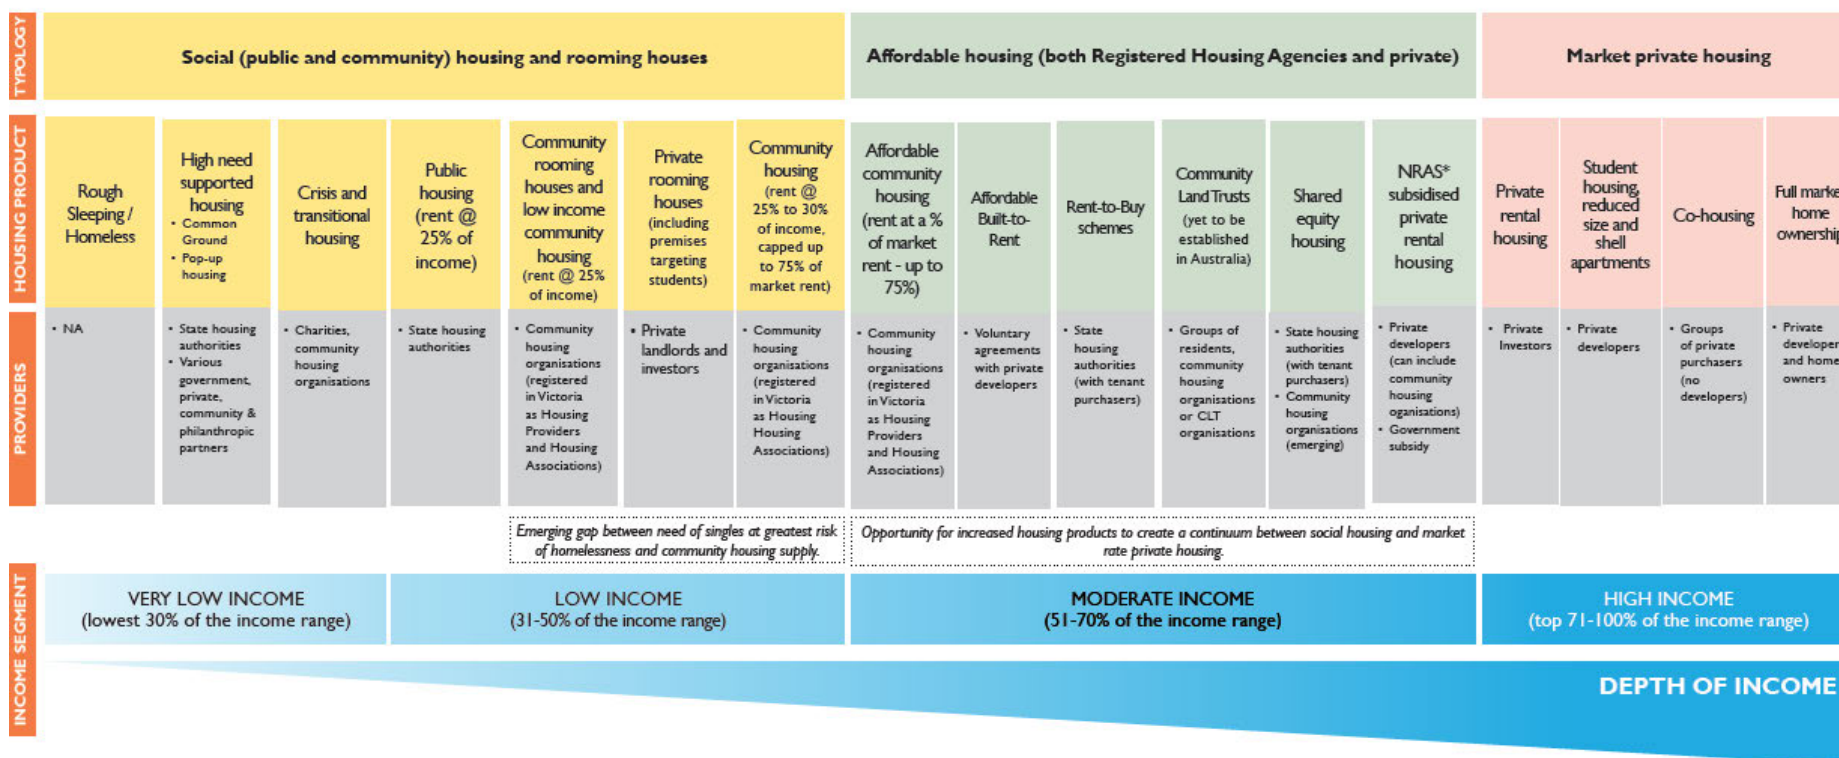 TYPOLOGY
Social (public and community) housing and rooming houses
Affordable housing (both Registered Housing Agencies and private)
Market private housing
HOUSING PRODUCT
Rough
Sleeping /
Homeless
High need
supported
housing
• Common
Ground
• Pop-up
housing
Crisis and
transitional
housing
Public
housing
(rent @
25% of
income)
Community
rooming
houses and
low income
community
housing
(rent @ 25%
of income)
Private
rooming
houses
(including
premises
targeting
students)
Community
housing
(rent @
25% to 30%
of income,
capped up
to 75% of
market rent)
Affordable
community
housing
(rent at a %
of market
rent - up to
75%)
Affordable
Built-to-
Rent
Rent-to-Buy
schemes
Community
Land Trusts
(yet to be
established
in Australia)
Shared
equity
housing
NRAS*
subsidised
private
rental
housing
Private
rental
housing
Student
housing,
reduced
size and
shell
apartments
Co-housing
Full marke
home
ownership
PROVIDERS
• NA
• State housing
authorities
• Various
government,
private,
community &
philanthropic
partners
• Charities,
community
housing
organisations
• State housing
authorities
• Community
housing
organisations
(registered
in Victoria
as Housing
Providers
and Housing
Associations)
• Private
landlords and
investors
• Community
housing
organisations
(registered
in Victoria
as Housing
Housing
Associations)
• Community
housing
organisations
(registered
in Victoria
as Housing
Providers
and Housing
Associations)
• Voluntary
agreements
with private
developers
• State
housing
authorities
(with tenant
purchasers)
• Groups of
residents,
community
housing
organisations
or CLT
organisations
• State housing
authorities
(with tenant
purchasers)
• Community
housing
organisations
(emerging)
• Private
developers
(can include
community
housing
oganisations)
• Government
subsidy
• Private
Investors
• Private
developers
• Groups
of private
purchasers
(no
developers)
• Private
developer
and home
owners
Emerging gap between need of singles at greatest risk
of homelessness and community housing supply.
Opportunity for increased housing products to create a continuum between social housing and market
rate private housing.
INCOME SEGMENT
VERY LOW INCOME
(lowest 30% of the income range)
LOW INCOME
(31-50% of the income range)
MODERATE INCOME
(51-70% of the income range)
HIGH INCOME
(top 71-100% of the income range)
DEPTH OF INCOME